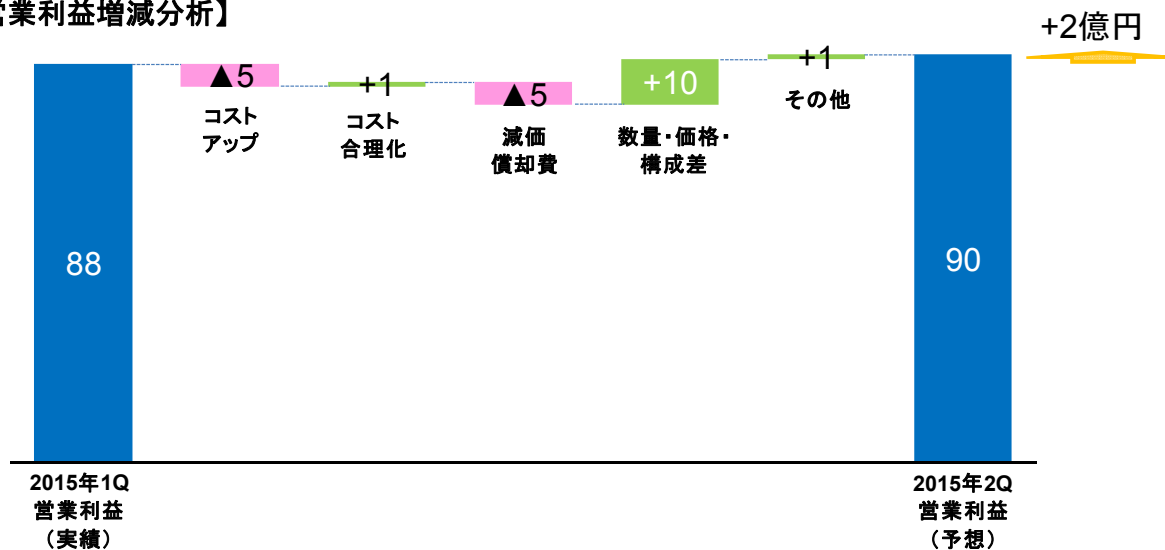 営業利益増減分析】
+2億円
▲5
+1
▲5
+10
+1
コスト
アップ
コスト
合理化
減価
償却費
数量・価格・
構成差
その他
88
90
2015年1Q
営業利益
（実績）
2015年2Q
営業利益
（予想）